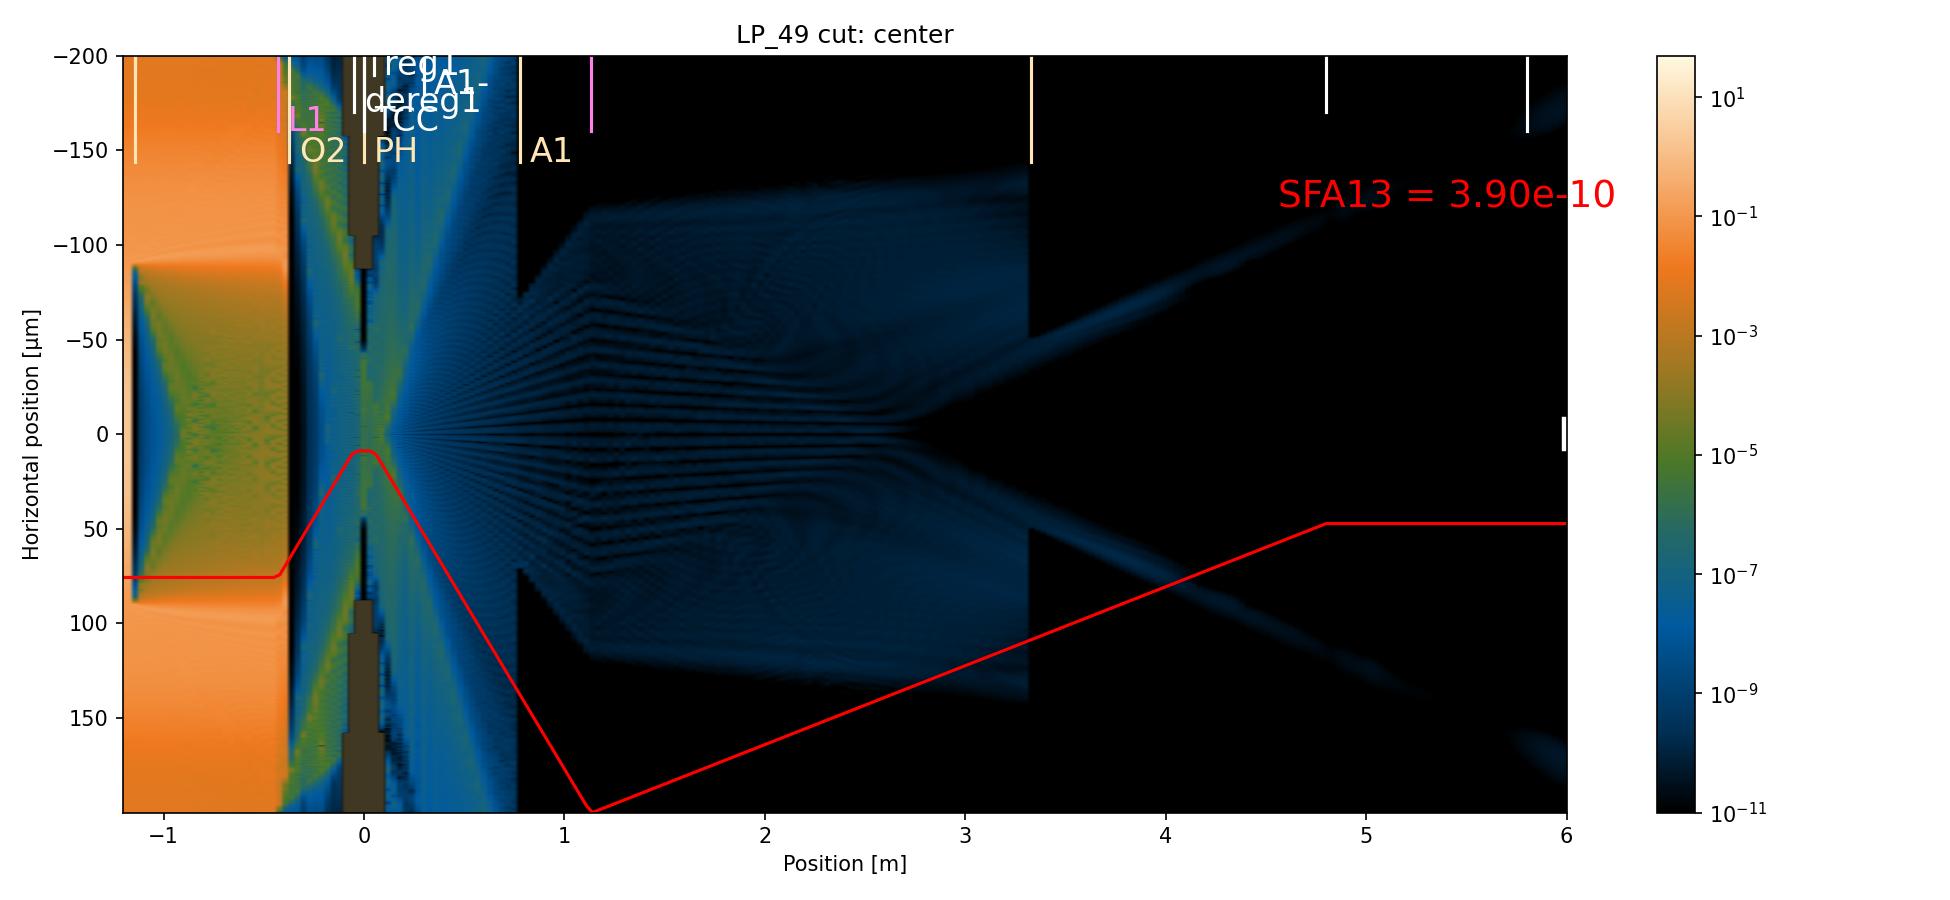 LP_49 cut: center
reg1
A1-
dereg1
L1
TCC
O2
PH
A1
SFA13 = 3.90e-10
Horizontal position [μm]
−200
−150
−100
−50
0
50
100
150
−1
0
1
2
3
4
5
6
Position [m]
10¹
10⁻¹
10⁻³
10⁻⁵
10⁻⁷
10⁻⁹
10⁻¹¹